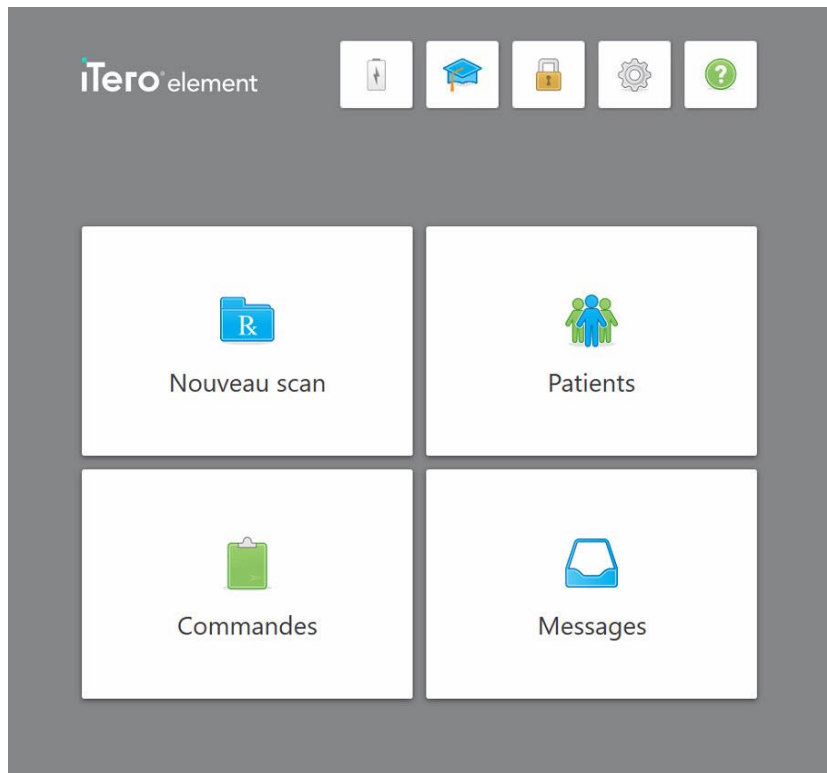 iTero element
?
Nouveau scan
Patients
Commandes
Messages